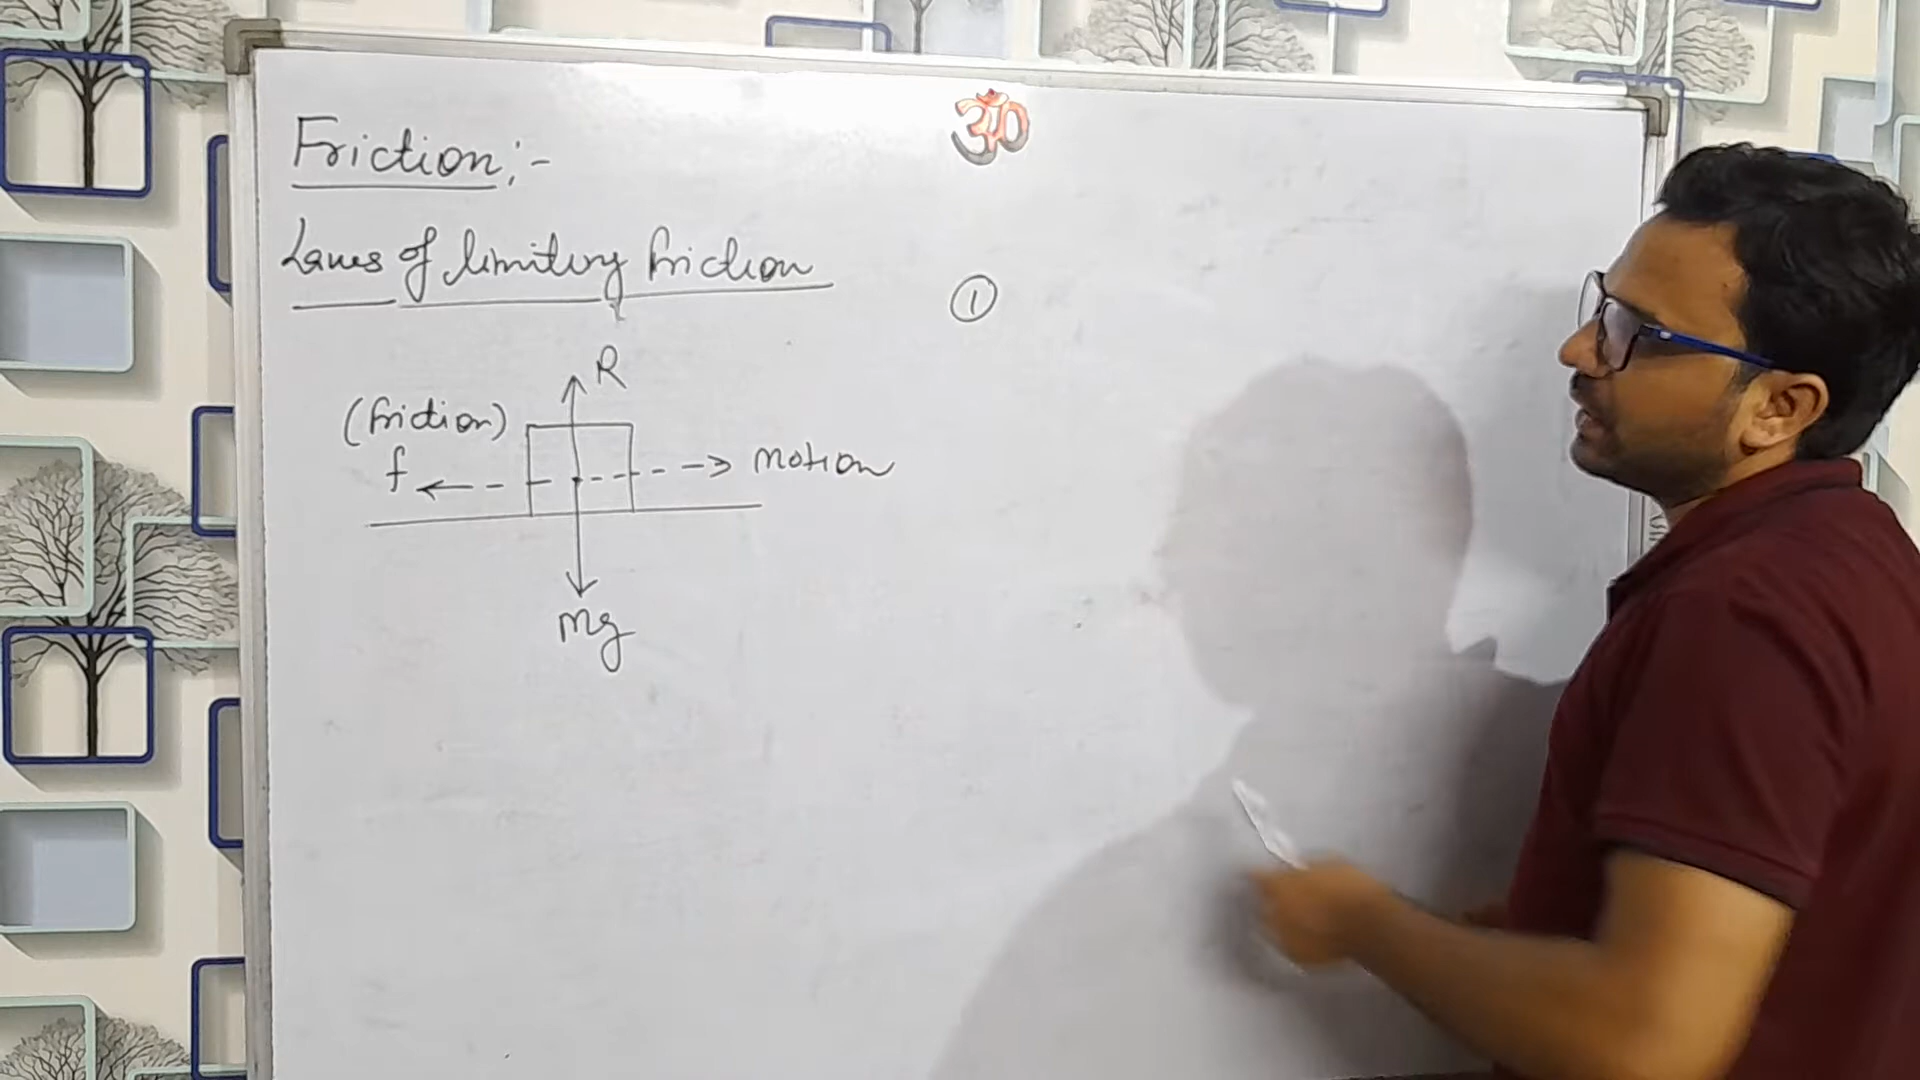 ॐ
Friction:-
Laws of limiting friction
①
R
(friction)
f
Motion
Mg